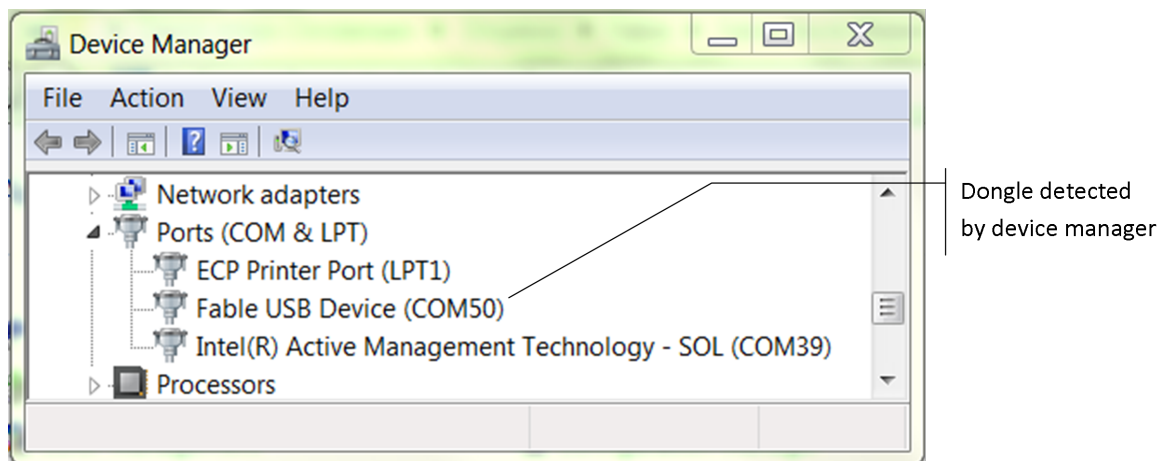 Device Manager
File Action View Help
Network adapters
Ports (COM & LPT)
ECP Printer Port (LPT1)
Fable USB Device (COM50)
Intel(R) Active Management Technology - SOL (COM39)
Processors
Dongle detected
by device manager